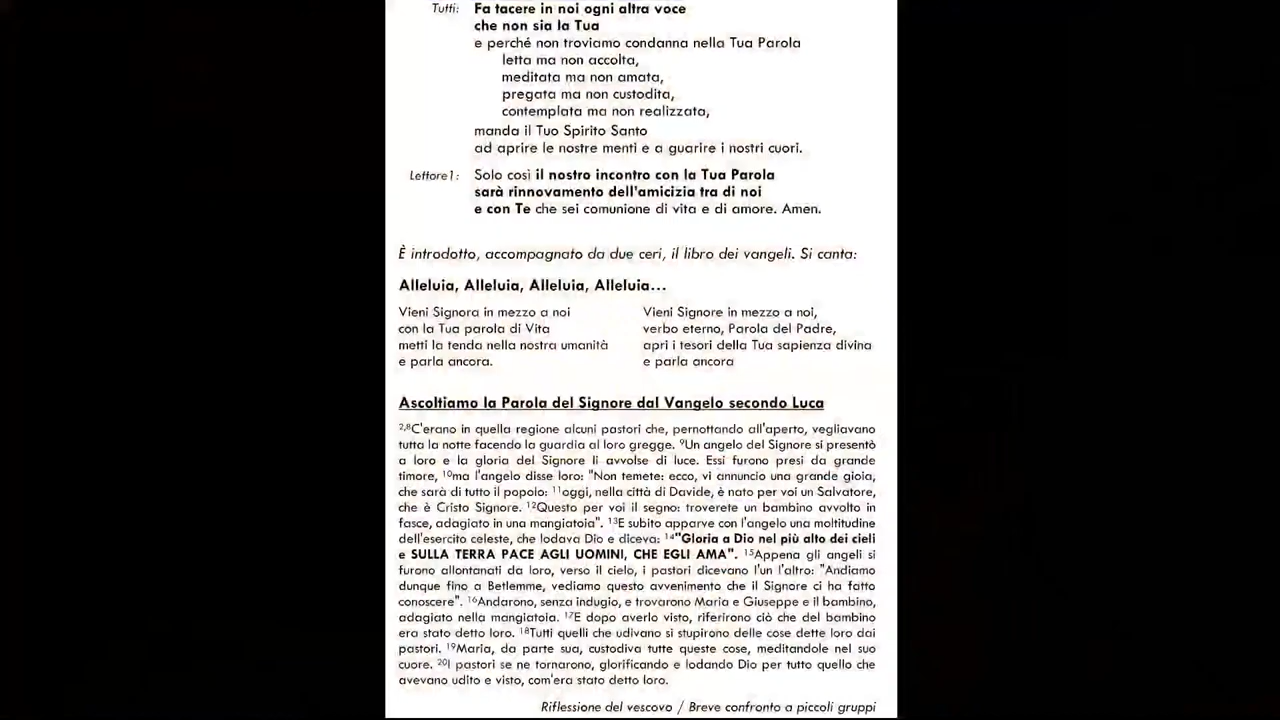 Tutti: Fa tacere in noi ogni altra voce
che non sia la Tua
e perché non troviamo condanna nella Tua Parola
letta ma non accolta,
meditata ma non amata,
pregata ma non custodita,
contemplata ma non realizzata,
manda il Tuo Spirito Santo
ad aprire le nostre menti e a guarire i nostri cuori.
Lettore1: Solo così il nostro incontro con la Tua Parola
sarà rinnovamento dell'amicizia tra di noi
e con Te che sei comunione di vita e di amore. Amen.
È introdotto, accompagnato da due ceri, il libro dei vangeli. Si canta:
Alleluia, Alleluia, Alleluia, Alleluia...
Vieni Signora in mezzo a noi
con la Tua parola di Vita
metti la tenda nella nostra umanità
e parla ancora.
Vieni Signore in mezzo a noi,
verbo eterno, Parola del Padre,
apri i tesori della Tua sapienza divina
e parla ancora
Ascoltiamo la Parola del Signore dal Vangelo secondo Luca
2,8C'erano in quella regione alcuni pastori che, pernottando all'aperto, vegliavano
tutta la notte facendo la guardia al loro gregge. 9Un angelo del Signore si presentò
a loro e la gloria del Signore li avvolse di luce. Essi furono presi da grande
timore, 10ma l'angelo disse loro: "Non temete: ecco, vi annuncio una grande gioia,
che sarà di tutto il popolo: 11oggi, nella città di Davide, è nato per voi un Salvatore,
che è Cristo Signore. 12Questo per voi il segno: troverete un bambino avvolto in
fasce, adagiato in una mangiatoia". 13E subito apparve con l'angelo una moltitudine
dell'esercito celeste, che lodava Dio e diceva: 14"Gloria a Dio nel più alto dei cieli
e SULLA TERRA PACE AGLI UOMINI, CHE EGLI AMA". 15Appena gli angeli si
furono allontanati da loro, verso il cielo, i pastori dicevano l'un l'altro: "Andiamo
dunque fino a Betlemme, vediamo questo avvenimento che il Signore ci ha fatto
conoscere". 16Andarono, senza indugio, e trovarono Maria e Giuseppe e il bambino,
adagiato nella mangiatoia. 17E dopo averlo visto, riferirono ciò che del bambino
era stato detto loro. 18Tutti quelli che udivano si stupirono delle cose dette loro dai
pastori. 19Maria, da parte sua, custodiva tutte queste cose, meditandole nel suo
cuore. 20I pastori se ne tornarono, glorificando e lodando Dio per tutto quello che
avevano udito e visto, com'era stato detto loro.
Riflessione del vescovo / Breve confronto a piccoli gruppi